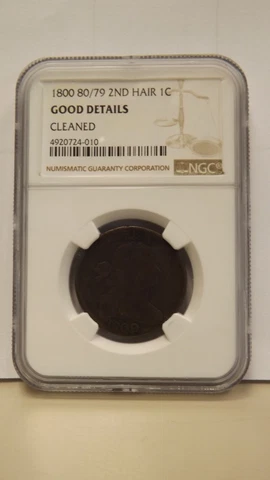 1800 80/79 2ND HAIR 1C
GOOD DETAILS
CLEANED
4920724-010
NUMISMATIC GUARANTY CORPORATION NGC